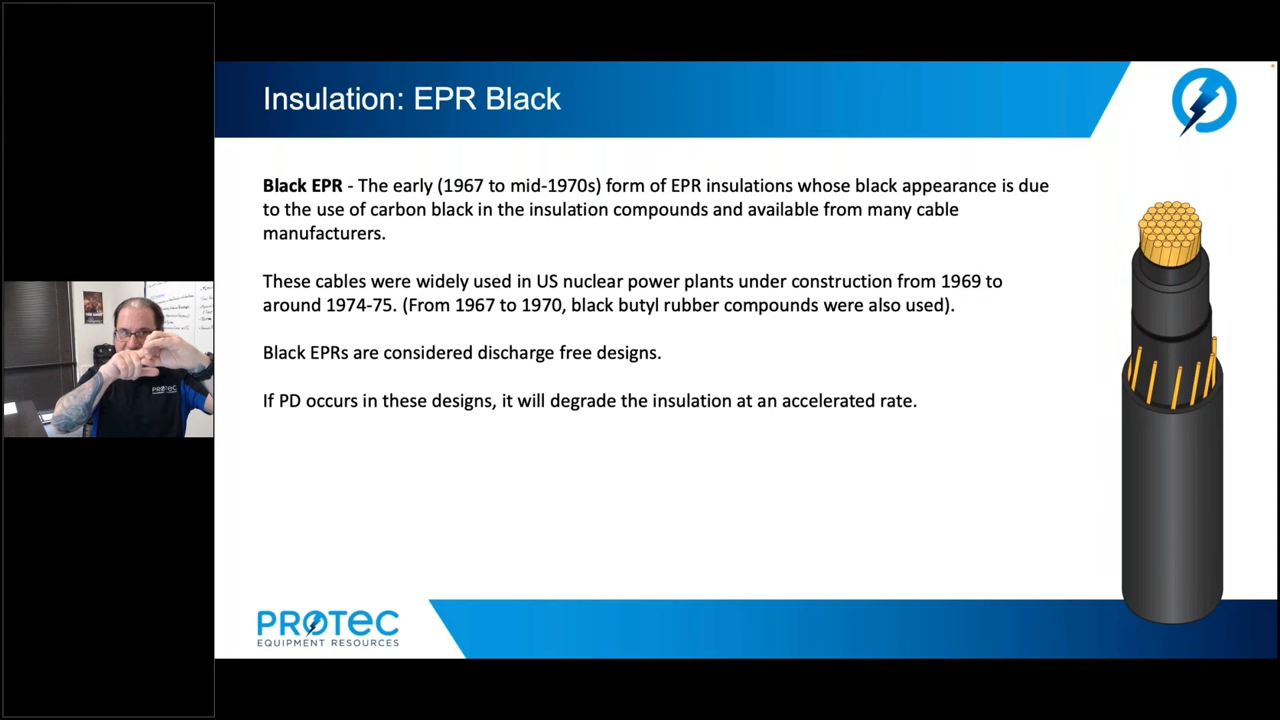 Insulation: EPR Black
Black EPR - The early (1967 to mid-1970s) form of EPR insulations whose black appearance is due
to the use of carbon black in the insulation compounds and available from many cable
manufacturers.
These cables were widely used in US nuclear power plants under construction from 1969 to
around 1974-75. (From 1967 to 1970, black butyl rubber compounds were also used).
Black EPRs are considered discharge free designs.
If PD occurs in these designs, it will degrade the insulation at an accelerated rate.
PROTEC
PROTEC
EQUIPMENT RESOURCES